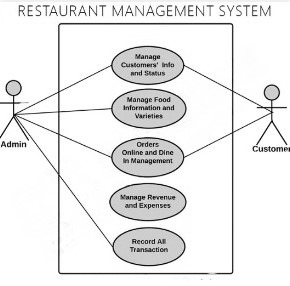 RESTAURANT MANAGEMENT SYSTEM
Manage
Customers' Info
and Status
Manage Food
Information and
Varieties
Orders
Online and Dine
In Management
Manage Revenue
and Expenses
Record All
Transaction
Admin
Customer